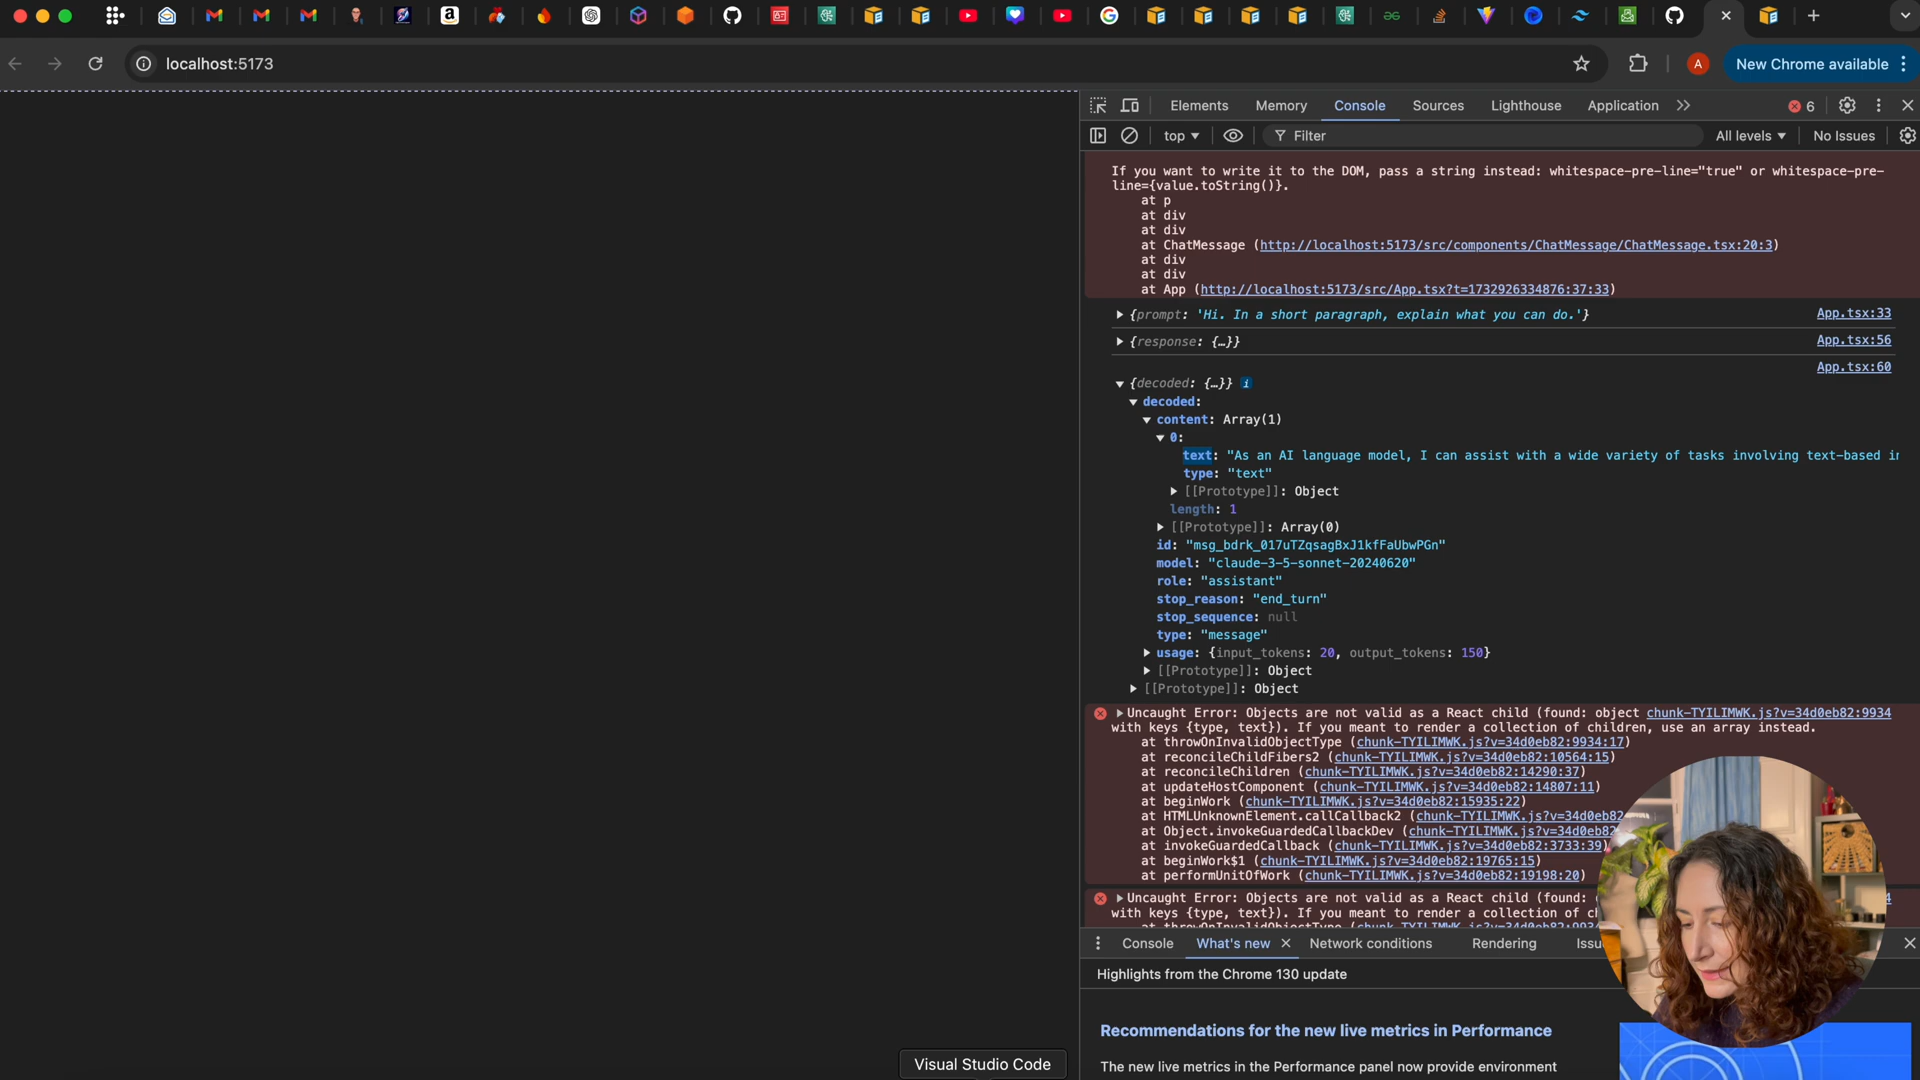 localhost:5173
A
New Chrome available
Elements
Memory
Console
Sources
Lighthouse
Application
6
top
Filter
All levels
No Issues
If you want to write it to the DOM, pass a string instead: whitespace-pre-line="true" or whitespace-pre-
line={value.toString()}.
at p
at div
at div
at ChatMessage (http://localhost:5173/src/components/ChatMessage/ChatMessage.tsx:20:3)
at div
at div
at App (http://localhost:5173/src/App.tsx?t=1732926334876:37:33)
{prompt: 'Hi. In a short paragraph, explain what you can do.'} App.tsx:33
{response: {…}} App.tsx:56
App.tsx:60
{decoded: {…}} i
decoded:
content: Array(1)
0:
text: "As an AI language model, I can assist with a wide variety of tasks involving text-based
type: "text"
[[Prototype]]: Object
length: 1
[[Prototype]]: Array(0)
id: "msg_bdrk_017uTZqsagBxJ1kfFaUbwPGn"
model: "claude-3-5-sonnet-20240620"
role: "assistant"
stop_reason: "end_turn"
stop_sequence: null
type: "message"
usage: {input_tokens: 20, output_tokens: 150}
[[Prototype]]: Object
[[Prototype]]: Object
Uncaught Error: Objects are not valid as a React child (found: object chunk-TYILIMWK.js?v=34d0eb82:9934
with keys {type, text}). If you meant to render a collection of children, use an array instead.
at throwOnInvalidObjectType (chunk-TYILIMWK.js?v=34d0eb82:9934:17)
at reconcileChildFibers2 (chunk-TYILIMWK.js?v=34d0eb82:10564:15)
at reconcileChildren (chunk-TYILIMWK.js?v=34d0eb82:14290:37)
at updateHostComponent (chunk-TYILIMWK.js?v=34d0eb82:14807:11)
at beginWork (chunk-TYILIMWK.js?v=34d0eb82:15935:22)
at HTMLUnknownElement.callCallback2 (chunk-TYILIMWK.js?v=34d0eb82
at Object.invokeGuardedCallbackDev (chunk-TYILIMWK.js?v=34d0eb82
at invokeGuardedCallback (chunk-TYILIMWK.js?v=34d0eb82:3733:39)
at beginWork$1 (chunk-TYILIMWK.js?v=34d0eb82:19765:15)
at performUnitOfWork (chunk-TYILIMWK.js?v=34d0eb82:19198:20)
Uncaught Error: Objects are not valid as a React child (found:
with keys {type, text}). If you meant to render a collection of
at throwOnInvalidObjectType (chunk-TYILIMWK.js?v=34d0eb82:9934
Console
What's new
Network conditions
Rendering
Highlights from the Chrome 130 update
Recommendations for the new live metrics in Performance
The new live metrics in the Performance panel now provide environment
Visual Studio Code